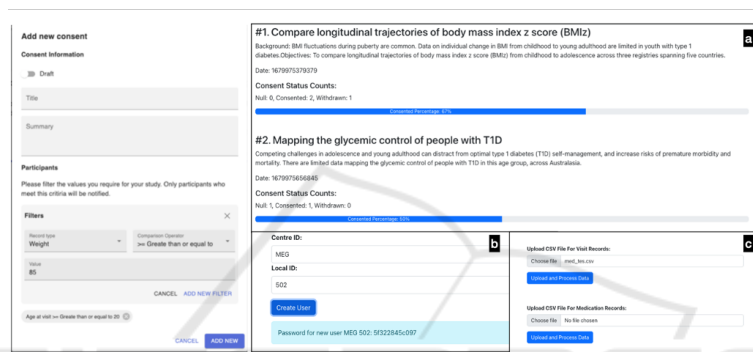 Add new consent
Consent Information
Draft
Title
Summary
Participants
Please filter the values you require for your study. Only participants who
meet this critiria will be notified.
Filters
Record type
Weight
Comparison Operator
>= Greate than or equal to
Value
85
CANCEL ADD NEW FILTER
Age at visit >= Greate than or equal to 20
CANCEL ADD NEW
a
#1. Compare longitudinal trajectories of body mass index z score (BMIz)
Background: BMI fluctuations during puberty are common. Data on individual change in BMI from childhood to young adulthood are limited in youth with type 1
diabetes.Objectives: To compare longitudinal trajectories of body mass index z score (BMIz) from childhood to adolescence across three registries spanning five countries.
Date: 1679975379379
Consent Status Counts:
Null: 0, Consented: 2, Withdrawn: 1
Consented Percentage: 67%
#2. Mapping the glycemic control of people with T1D
Competing challenges in adolescence and young adulthood can distract from optimal type 1 diabetes (T1D) self-management, and increase risks of premature morbidity and
mortality. There are limited data mapping the glycemic control of people with T1D in this age group, across Australasia.
Date: 1679975656845
Consent Status Counts:
Null: 1, Consented: 1, Withdrawn: 0
Consented Percentage: 50%
b
Centre ID:
MEG
Local ID:
502
Create User
Password for new user MEG 502: 5f322845c097
c
Upload CSV File For Visit Records:
Choose file med_tes.csv
Upload and Process Data
Upload CSV File For Medication Records:
Choose file No file chosen
Upload and Process Data